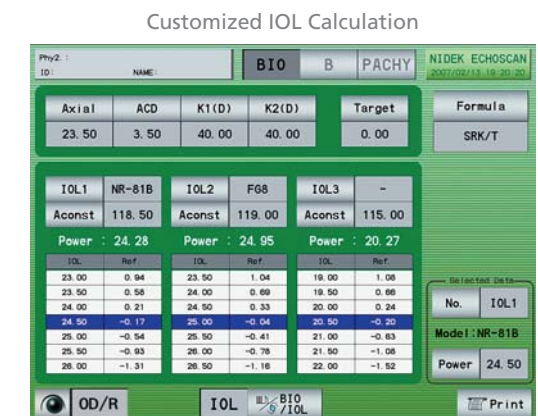 Customized IOL Calculation
Phy2. :
ID: NAME:
BIO B PACHY
NIDEK ECHOSCAN
2007/02/13 19:20:20
Axial ACD K1(D) K2(D) Target Formula
23.50 3.50 40.00 40.00 0.00 SRK/T
IOL1 NR-81B IOL2 FG8 IOL3 -
Aconst 118.50 Aconst 119.00 Aconst 115.00
Power : 24.28 Power : 24.95 Power : 20.27
IOL Ref. IOL Ref. IOL Ref.
23.00 0.94 23.50 1.04 19.00 1.08
23.50 0.58 24.00 0.69 19.50 0.66
24.00 0.21 24.50 0.33 20.00 0.24
24.50 -0.17 25.00 -0.04 20.50 -0.20
25.00 -0.54 25.50 -0.41 21.00 -0.63
25.50 -0.93 26.00 -0.78 21.50 -1.08
26.00 -1.31 26.50 -1.16 22.00 -1.52
Selected Data
No. IOL1
Model :NR-81B
Power 24.50
OD/R IOL BIO/IOL Print